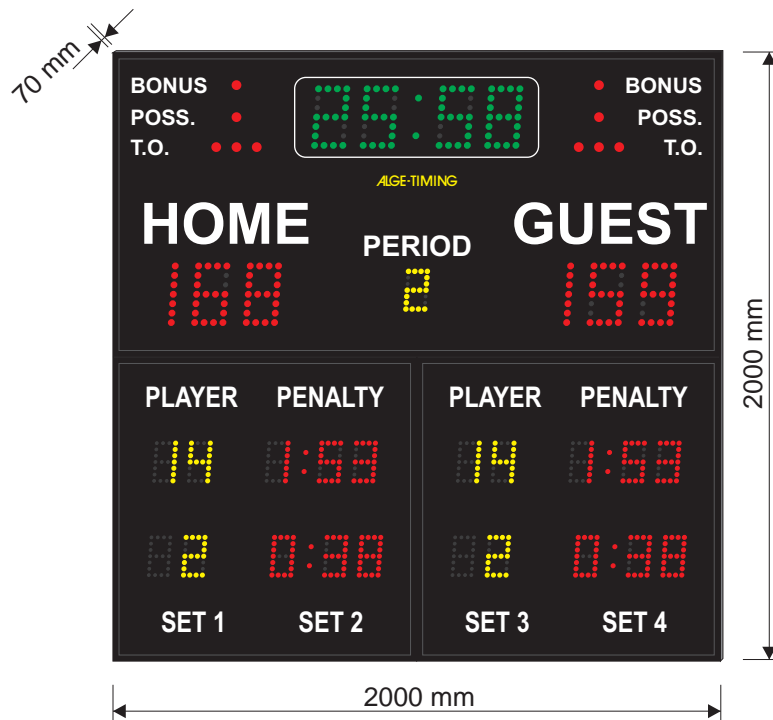 70 mm
BONUS 25:58 BONUS
POSS. POSS.
T.O. T.O.
ALGE-TIMING
HOME GUEST
PERIOD
168 2 159
PLAYER PENALTY PLAYER PENALTY
14 1:53 14 1:53
2 0:38 2 0:38
SET 1 SET 2 SET 3 SET 4
2000 mm
2000 mm